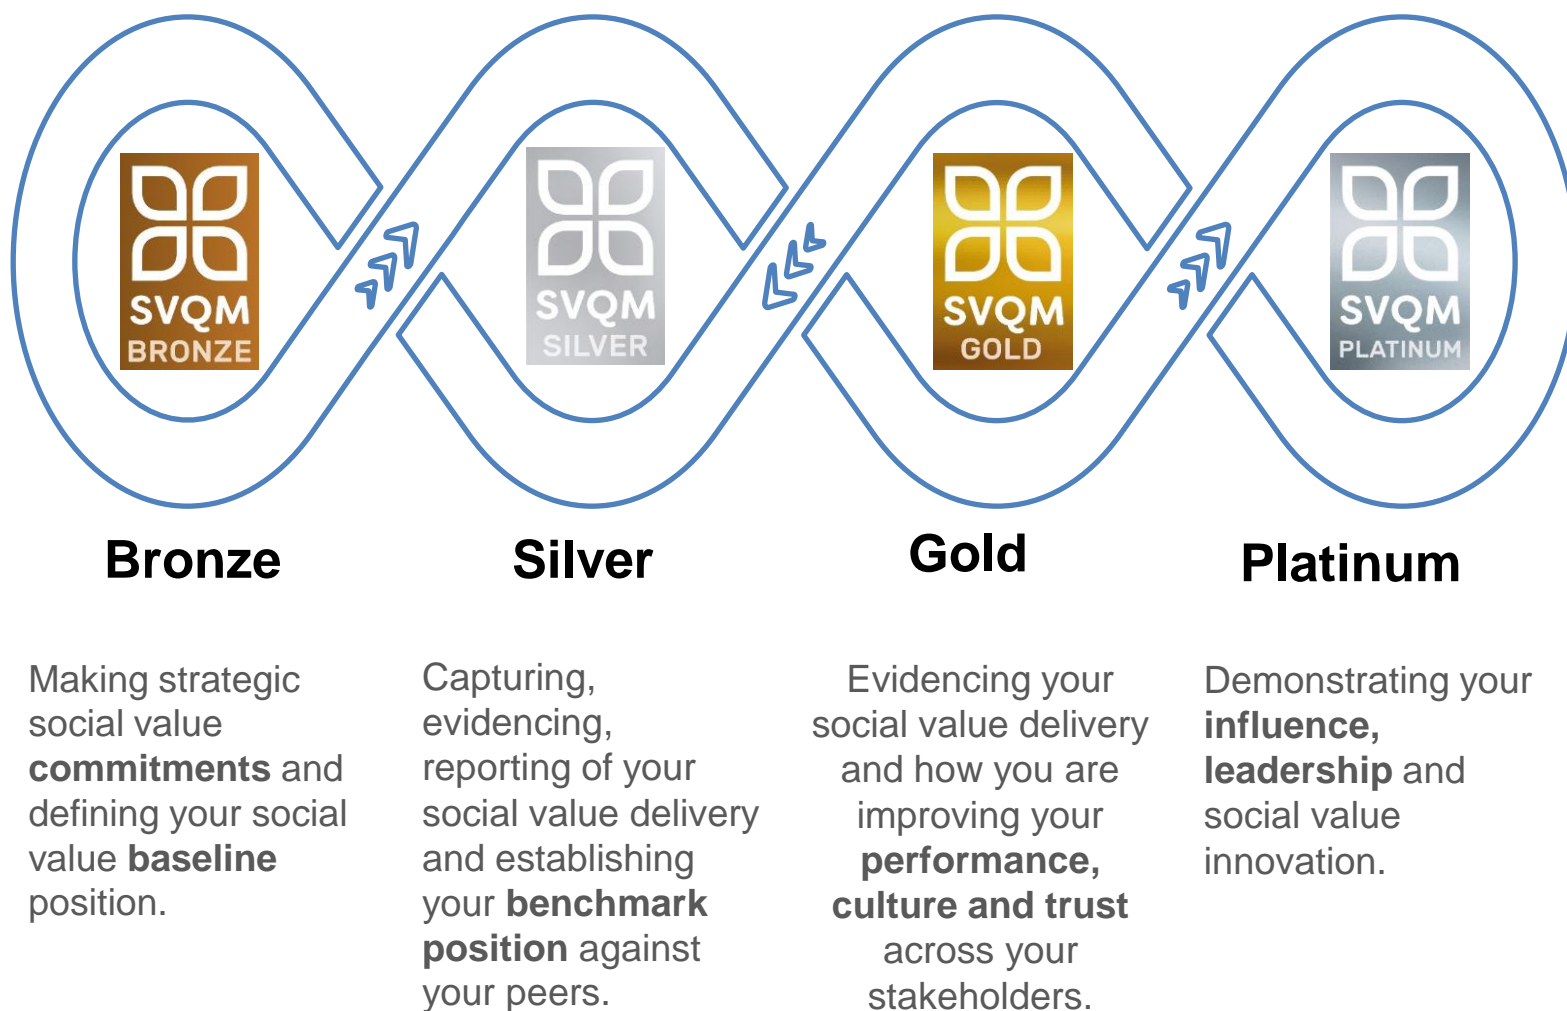 SVQM
BRONZE
SVQM
SILVER
SVQM
GOLD
SVQM
PLATINUM
Bronze
Silver
Gold
Platinum
Making strategic
social value
commitments and
defining your social
value baseline
position.
Capturing,
evidencing,
reporting of your
social value delivery
and establishing
your benchmark
position against
your peers.
Evidencing your
social value delivery
and how you are
improving your
performance,
culture and trust
across your
stakeholders.
Demonstrating your
influence,
leadership and
social value
innovation.